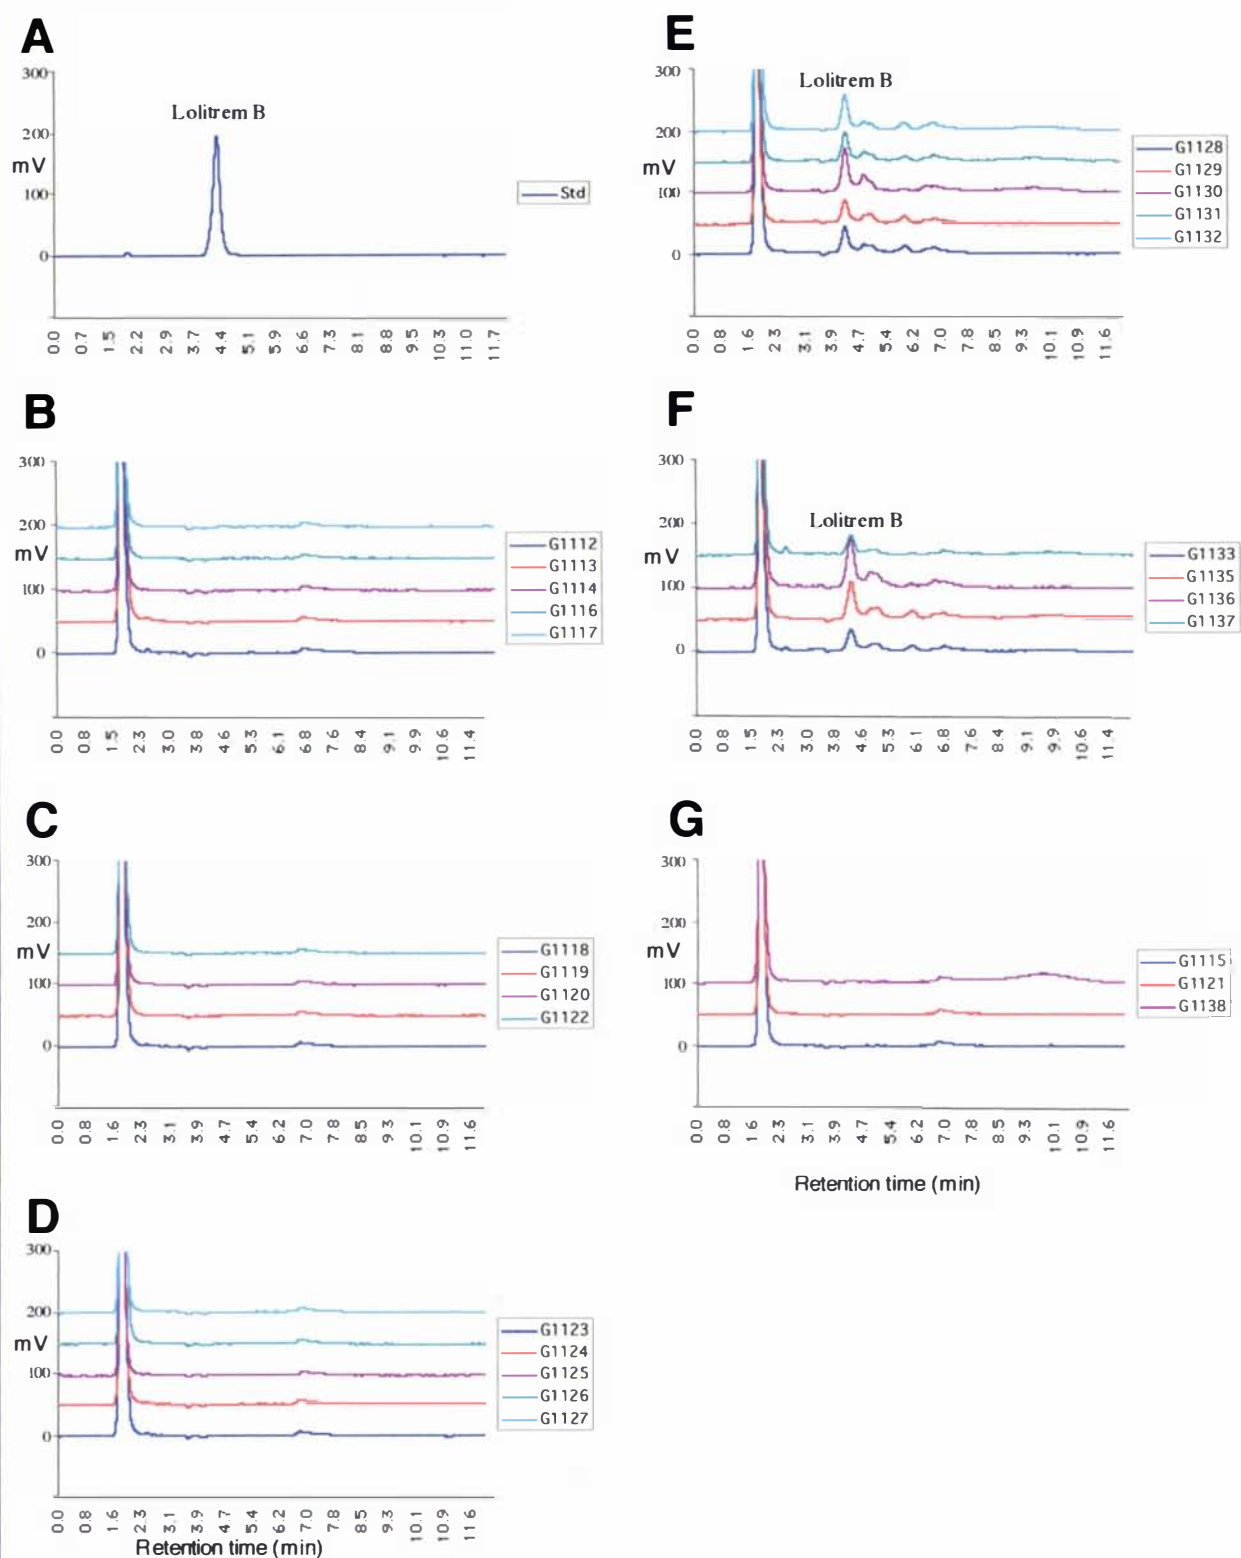 A
300
Lolitrem B
200
mV
100
0
Std
0.0 0.7 1.5 2.2 2.9 3.7 4.4 5.1 5.9 6.6 7.3 8.1 8.8 9.5 10.3 11.0 11.7
B
300
200
mV
100
0
G1112
G1113
G1114
G1116
G1117
0.0 0.8 1.5 2.3 3.0 3.8 4.6 5.3 6.1 6.8 7.6 8.4 9.1 9.9 10.6 11.4
C
300
200
mV
100
0
G1118
G1119
G1120
G1122
0.0 0.8 1.6 2.3 3.1 3.9 4.7 5.4 6.2 7.0 7.8 8.5 9.3 10.1 10.9 11.6
D
300
200
mV
100
0
G1123
G1124
G1125
G1126
G1127
0.0 0.8 1.6 2.3 3.1 3.9 4.7 5.4 6.2 7.0 7.8 8.5 9.3 10.1 10.9 11.6
Retention time (min)
E
300
Lolitrem B
200
mV
100
0
G1128
G1129
G1130
G1131
G1132
0.0 0.8 1.6 2.3 3.1 3.9 4.7 5.4 6.2 7.0 7.8 8.5 9.3 10.1 10.9 11.6
F
300
200
Lolitrem B
mV
100
0
G1133
G1135
G1136
G1137
0.0 0.8 1.5 2.3 3.0 3.8 4.6 5.3 6.1 6.8 7.6 8.4 9.1 9.9 10.6 11.4
G
300
200
mV
100
0
G1115
G1121
G1138
0.0 0.8 1.6 2.3 3.1 3.9 4.7 5.4 6.2 7.0 7.8 8.5 9.3 10.1 10.9 11.6
Retention time (min)